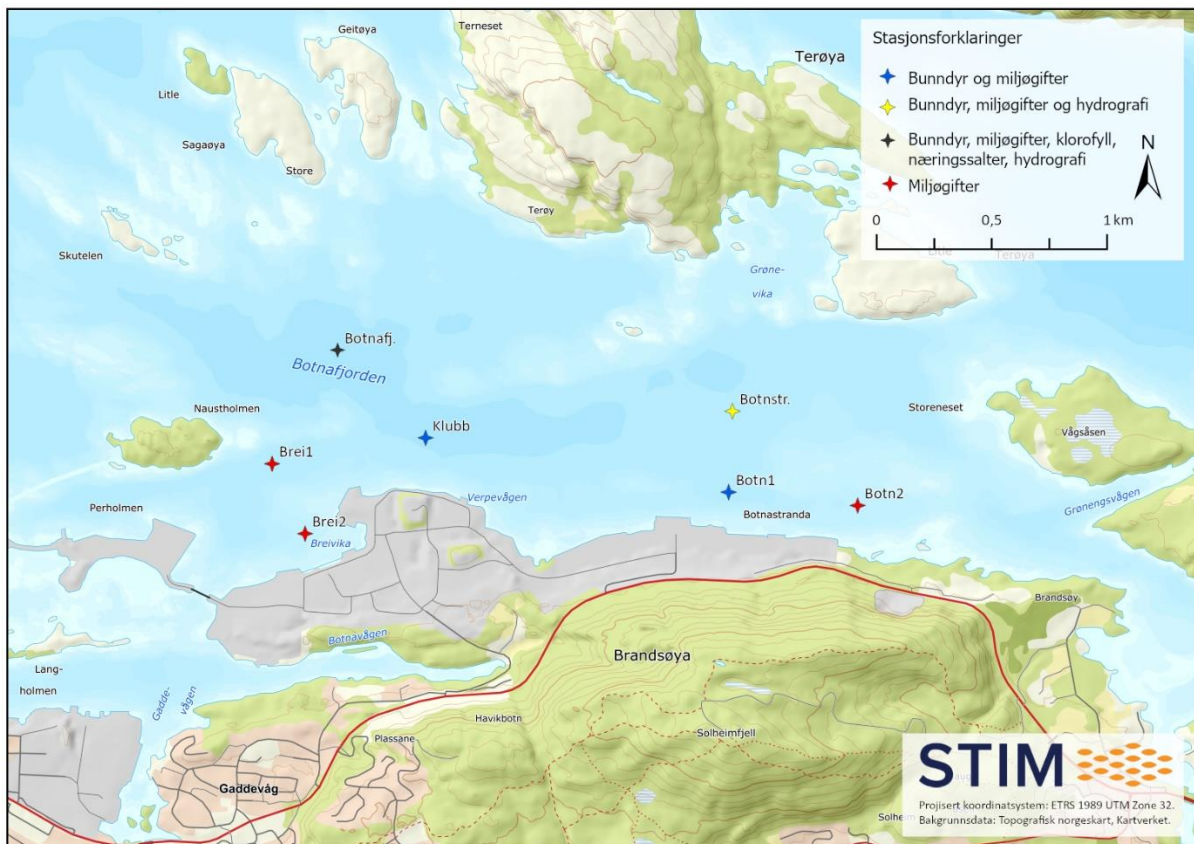 Geitøya
Terneset
Terøya
Litle
Sagaøya
Store
Terøy
Skutelen
Grøne-
vika
Litle
Terøya
Stasjonsforklaringer
Bunndyr og miljøgifter
Bunndyr, miljøgifter og hydrografi
Bunndyr, miljøgifter, klorofyll,
næringssalter, hydrografi
Miljøgifter
N
0 0,5 1 km
Botnafj.
Botnafjorden
Naustholmen
Klubb
Botnstr.
Storeneset
Vågsåsen
Brei1
Perholmen
Verpevågen
Botn1
Botn2
Grønengsvågen
Botnastranda
Brei2
Breivika
Brandsøy
Botnavågen
Brandsøya
Lang-
holmen
Gadde-
vågen
Havikbotn
Plassane
Solheimfjell
Gaddevåg
STIM
Projisert koordinatsystem: ETRS 1989 UTM Zone 32.
Solheim
Bakgrunnsdata: Topografisk norgeskart, Kartverket.